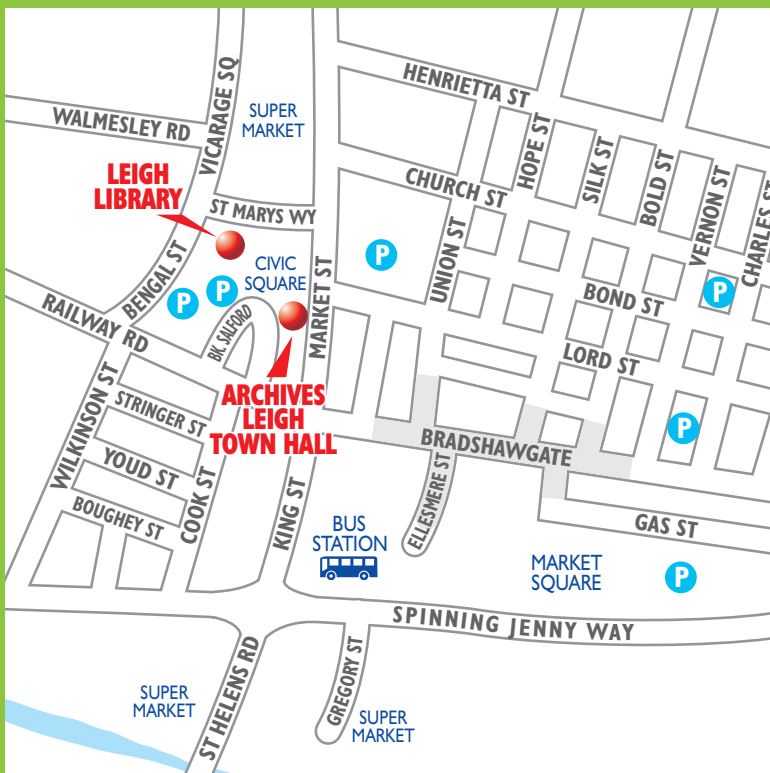 HENRIETTA ST
WALMESLEY RD
VICARAGE SQ
SUPER
MARKET
HOPE ST
SILK ST
BOLD ST
VERNON ST
CHARLES ST
LEIGH
LIBRARY
CHURCH ST
ST MARYS WY
UNION ST
BENGAL ST
CIVIC
SQUARE
MARKET ST
P
P
P
P
BOND ST
RAILWAY RD
BK. SALFORD
LORD ST
ARCHIVES
LEIGH
TOWN HALL
WILKINSON ST
STRINGER ST
P
BRADSHAWGATE
YOUD ST
COOK ST
ELLESMERE ST
BOUGHEY ST
KING ST
BUS
STATION
GAS ST
MARKET
SQUARE
P
SPINNING JENNY WAY
ST HELENS RD
GREGORY ST
SUPER
MARKET
SUPER
MARKET